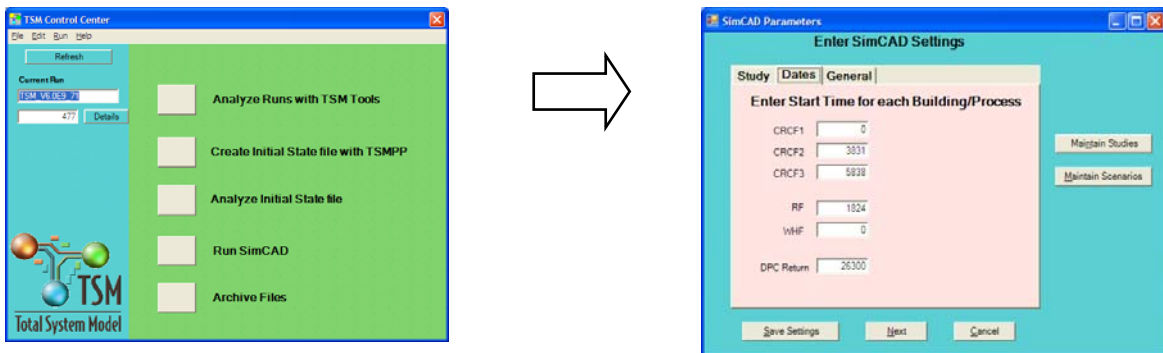 TSM Control Center
File Edit Run Help
Refresh
Current Run
TSM_V6.0E9_71
477 Details
Analyze Runs with TSM Tools
Create Initial State file with TSMPP
Analyze Initial State file
Run SimCAD
Archive Files
TSM
Total System Model
SimCAD Parameters
Enter SimCAD Settings
Study Dates General
Enter Start Time for each Building/Process
CRCF1 0
CRCF2 3831
CRCF3 5838
RF 1824
WHF 0
DPC Return 26300
Maintain Studies
Maintain Scenarios
Save Settings Next Cancel